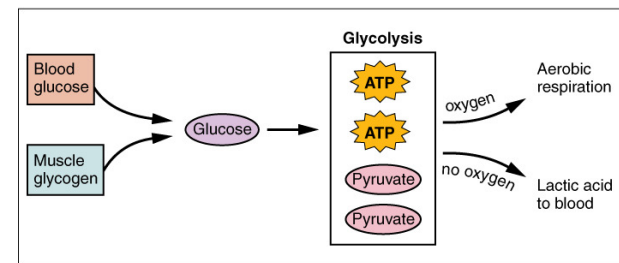 Glycolysis
Blood
glucose
Muscle
glycogen
Glucose
ATP
ATP
Pyruvate
Pyruvate
oxygen
no oxygen
Aerobic
respiration
Lactic acid
to blood